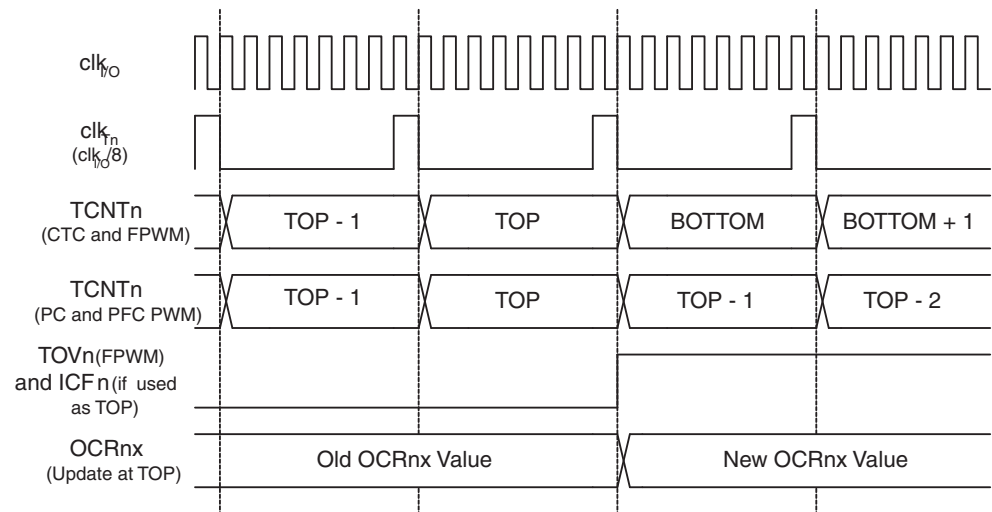 clkI/O
clkTn
(clkI/O/8)
TCNTn
(CTC and FPWM)
TOP - 1
TOP
BOTTOM
BOTTOM + 1
TCNTn
(PC and PFC PWM)
TOP - 1
TOP
TOP - 1
TOP - 2
TOVn(FPWM)
and ICFn(if used
as TOP)
OCRnx
(Update at TOP)
Old OCRnx Value
New OCRnx Value